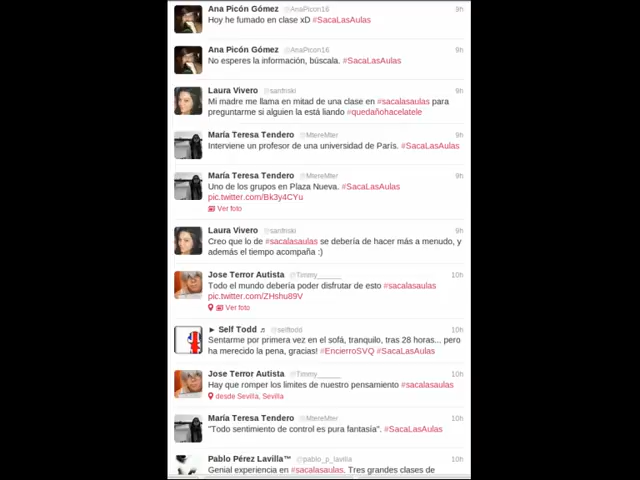 Ana Picón Gómez @AnaPicon16 9h
Hoy he fumado en clase xD #SacaLasAulas
Ana Picón Gómez @AnaPicon16 9h
No esperes la información, búscala. #SacaLasAulas
Laura Vivero @sanfriski 9h
Mi madre me llama en mitad de una clase en #sacalasaulas para
preguntarme si alguien la está liando #quedañohacelatele
María Teresa Tendero @MtereMter 9h
Interviene un profesor de una universidad de París. #SacaLasAulas
María Teresa Tendero @MtereMter 9h
Uno de los grupos en Plaza Nueva. #SacaLasAulas
pic.twitter.com/Bk3y4CYu
Ver foto
Laura Vivero @sanfriski 9h
Creo que lo de #sacalasaulas se debería de hacer más a menudo, y
además el tiempo acompaña :)
Jose Terror Autista @Timmy______ 10h
Todo el mundo debería poder disfrutar de esto #sacalasaulas
pic.twitter.com/ZHshu89V
Ver foto
► Self Todd ♬ @selftodd 10h
Sentarme por primera vez en el sofá, tranquilo, tras 28 horas... pero
ha merecido la pena, gracias! #EncierroSVQ #SacaLasAulas
Jose Terror Autista @Timmy______ 10h
Hay que romper los limites de nuestro pensamiento #sacalasaulas
desde Sevilla, Sevilla
María Teresa Tendero @MtereMter 10h
"Todo sentimiento de control es pura fantasía". #SacaLasAulas
Pablo Pérez Lavilla™ @pablo_p_lavilla 10h
Genial experiencia en #sacalasaulas. Tres grandes clases de